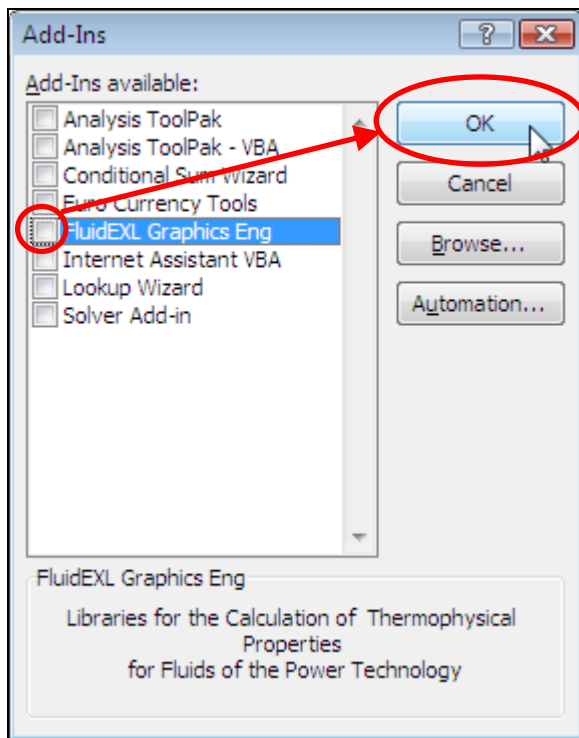 Add-Ins
Add-Ins available:
Analysis ToolPak
Analysis ToolPak - VBA
Conditional Sum Wizard
Euro Currency Tools
FluidEXL Graphics Eng
Internet Assistant VBA
Lookup Wizard
Solver Add-in
OK
Cancel
Browse...
Automation...
FluidEXL Graphics Eng
Libraries for the Calculation of Thermophysical
Properties
for Fluids of the Power Technology